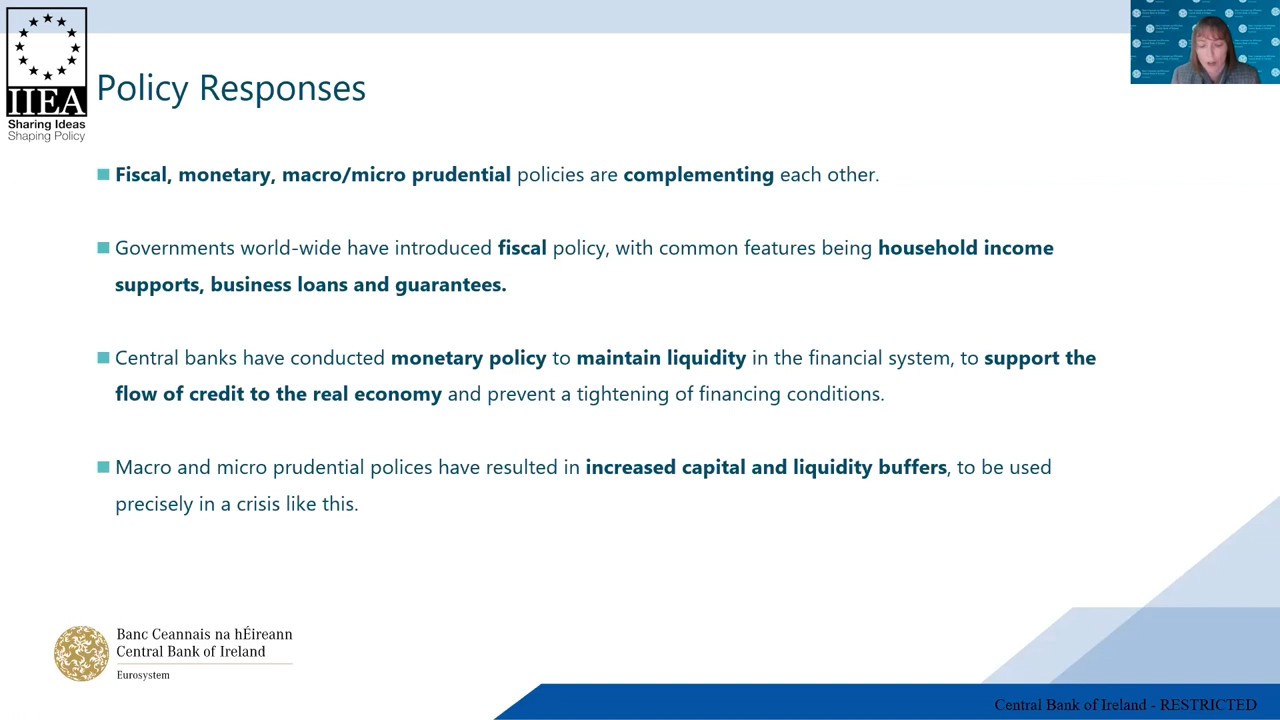 IIEA
Sharing Ideas
Shaping Policy
Policy Responses
Fiscal, monetary, macro/micro prudential policies are complementing each other.
Governments world-wide have introduced fiscal policy, with common features being household income
supports, business loans and guarantees.
Central banks have conducted monetary policy to maintain liquidity in the financial system, to support the
flow of credit to the real economy and prevent a tightening of financing conditions.
Macro and micro prudential polices have resulted in increased capital and liquidity buffers, to be used
precisely in a crisis like this.
Banc Ceannais na hÉireann
Central Bank of Ireland
Eurosystem
Central Bank of Ireland - RESTRICTED